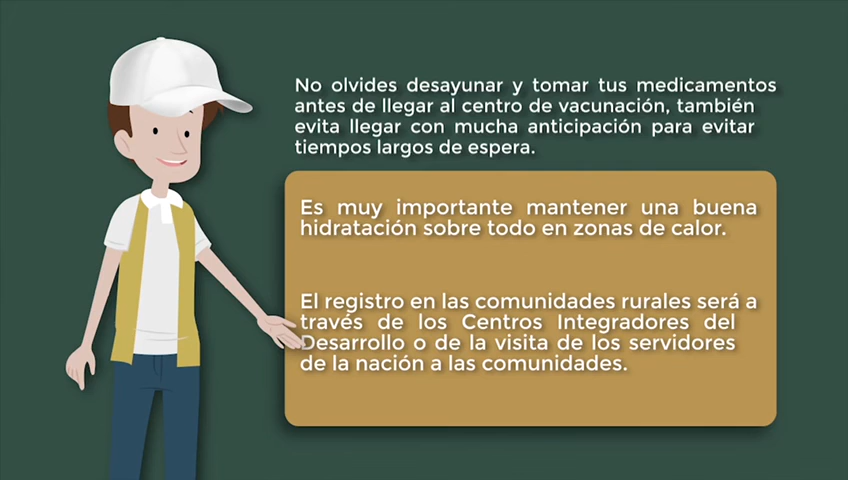 No olvides desayunar y tomar tus medicamentos
antes de llegar al centro de vacunación, también
evita llegar con mucha anticipación para evitar
tiempos largos de espera.
Es muy importante mantener una buena
hidratación sobre todo en zonas de calor.
El registro en las comunidades rurales será a
través de los Centros Integradores del
Desarrollo o de la visita de los servidores
de la nación a las comunidades.